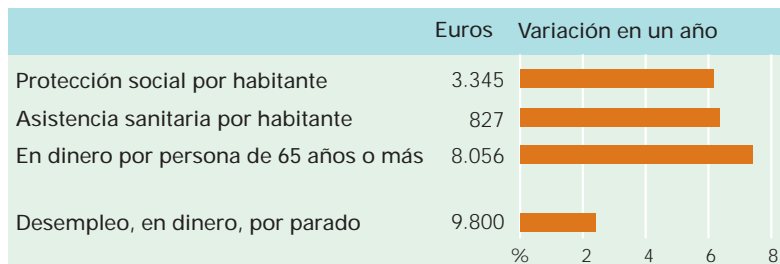 Euros Variación en un año
Protección social por habitante 3.345
Asistencia sanitaria por habitante 827
En dinero por persona de 65 años o más 8.056
Desempleo, en dinero, por parado 9.800
% 2 4 6 8